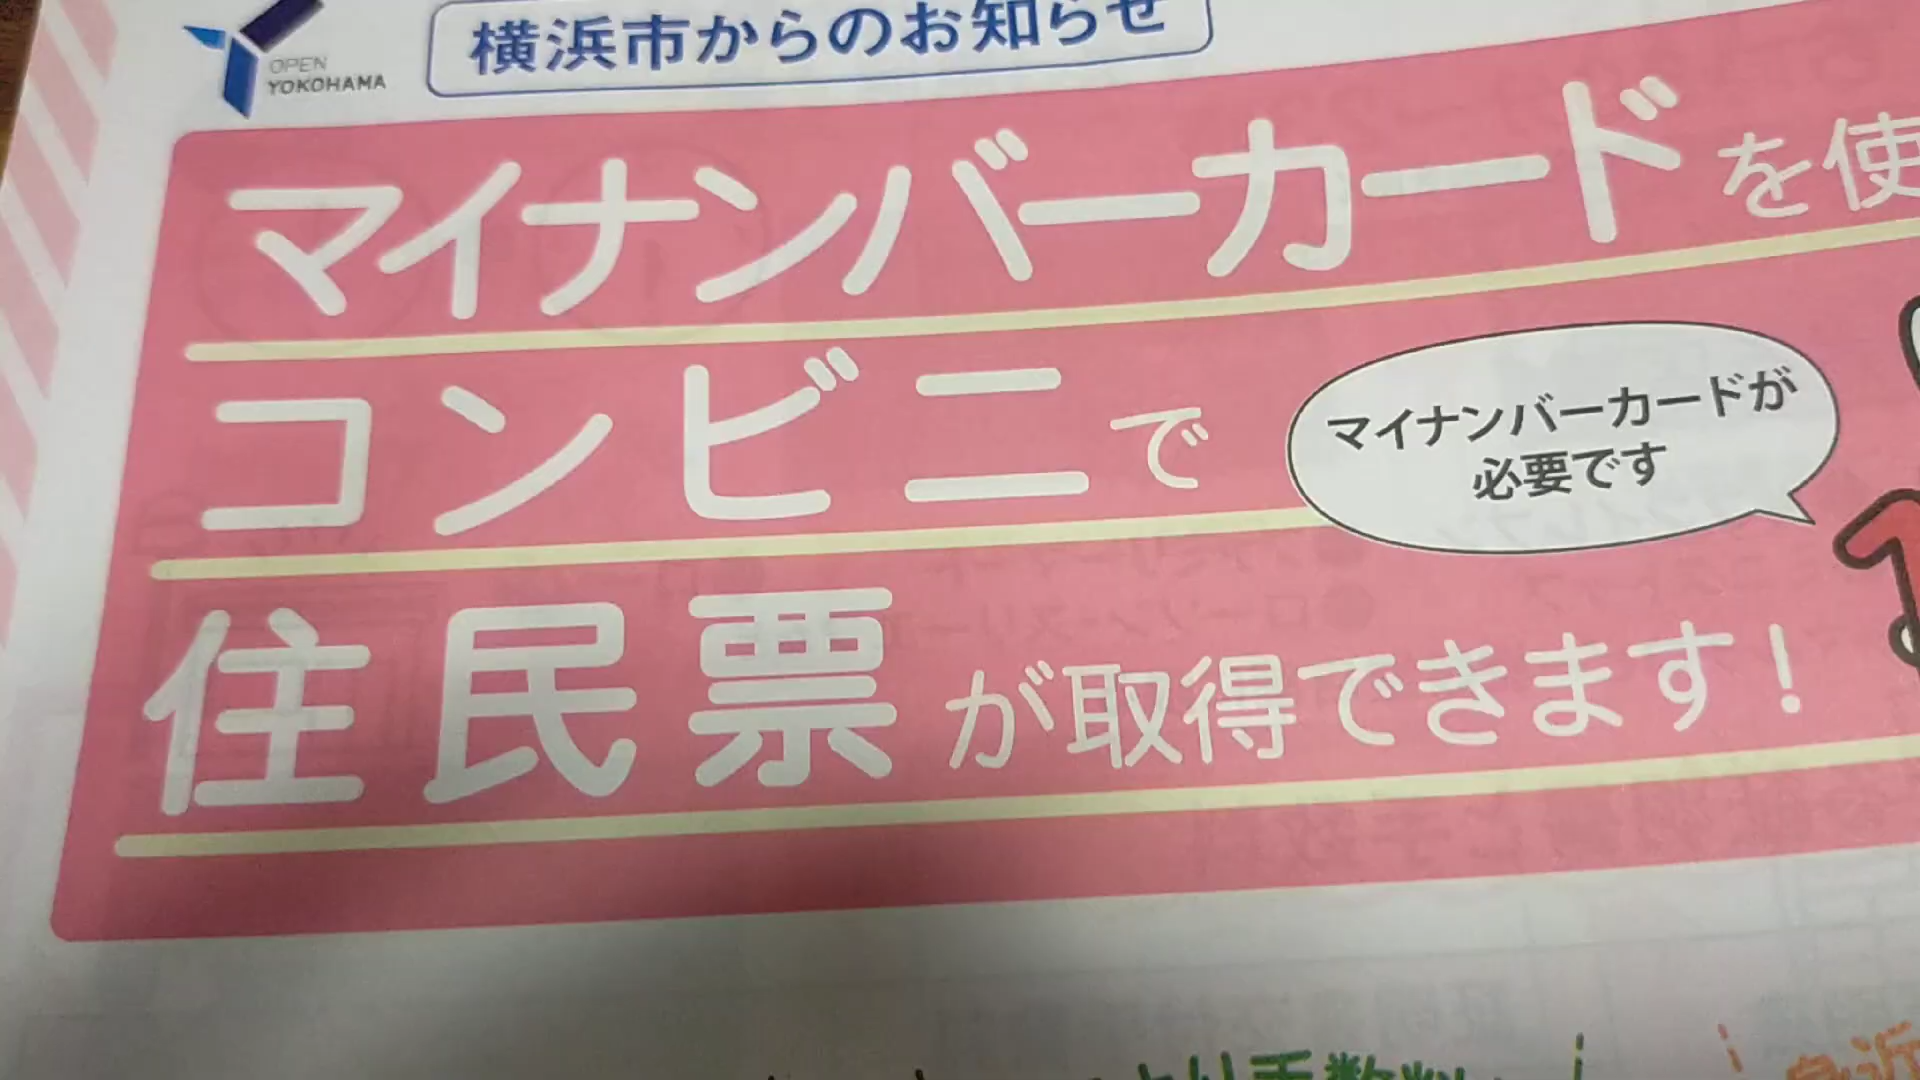 OPEN
YOKOHAMA
横浜市からのお知らせ
マイナンバーカードを使
コンビニで
マイナンバーカードが
必要です
住民票が取得できます！